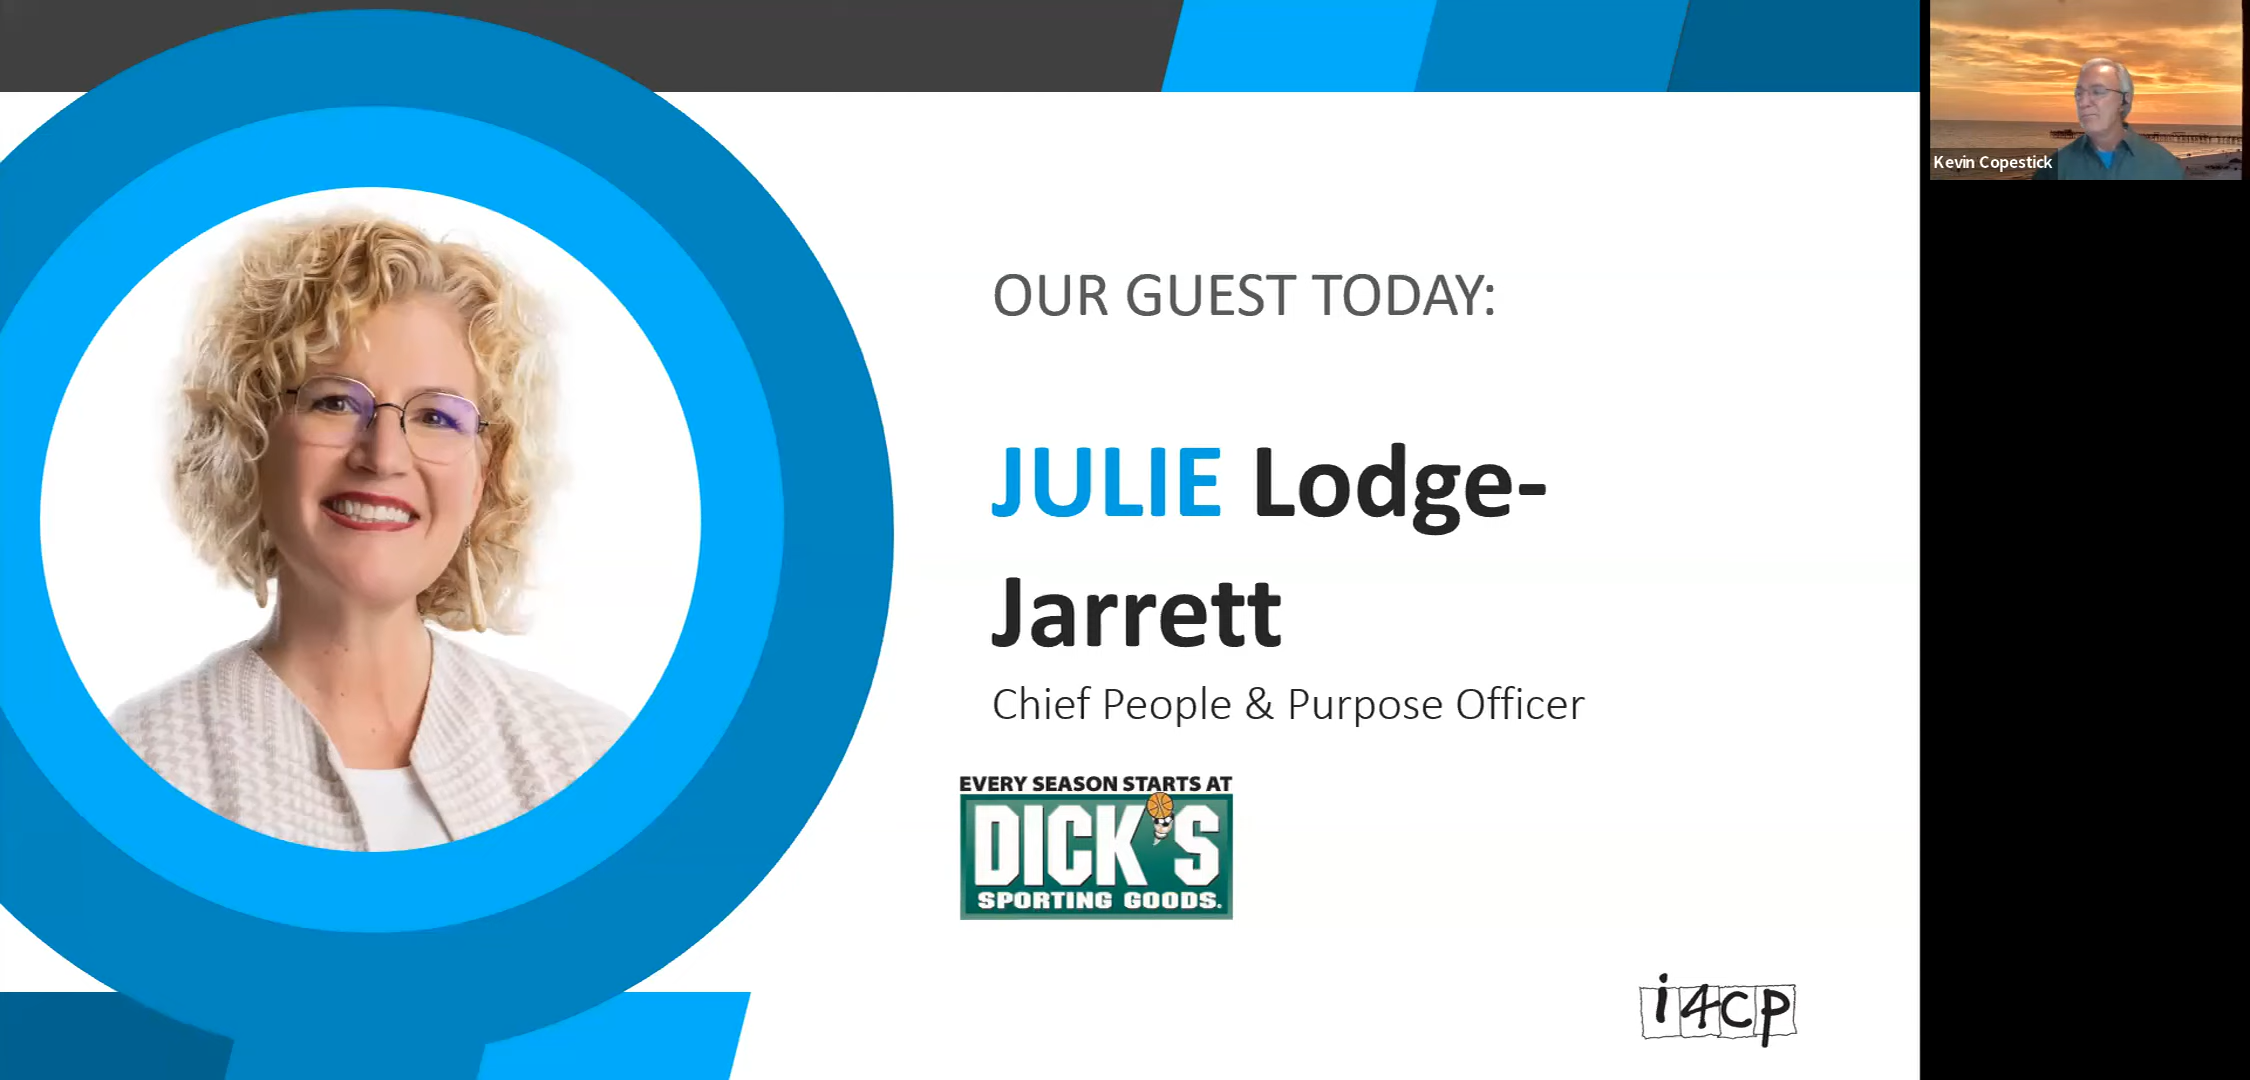 OUR GUEST TODAY:
JULIE Lodge-
Jarrett
Chief People & Purpose Officer
EVERY SEASON STARTS AT
DICK'S
SPORTING GOODS.
i4cp
Kevin Copestick